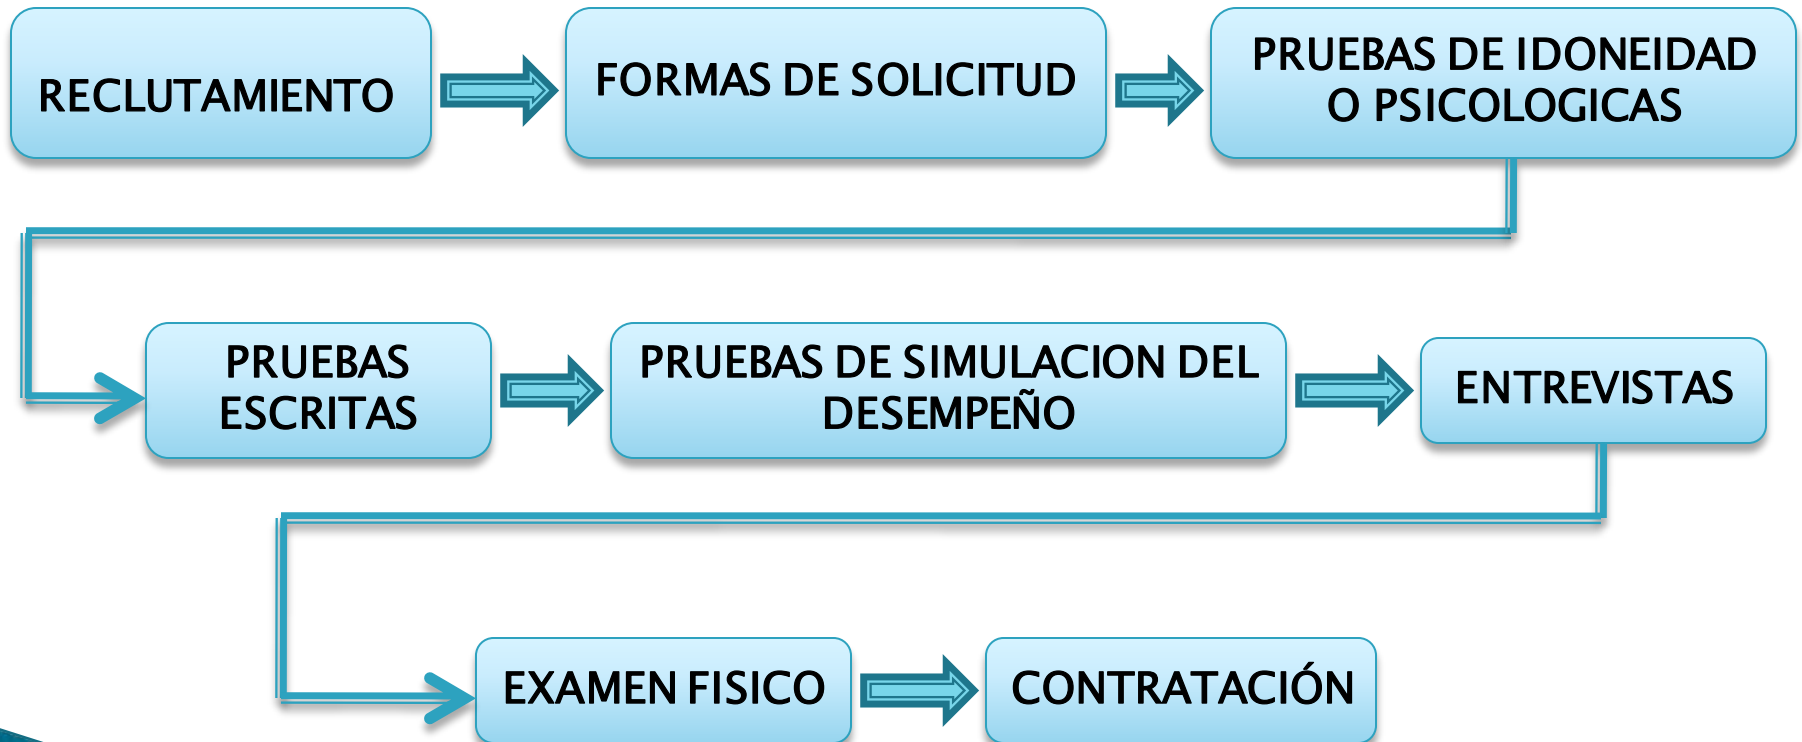 RECLUTAMIENTO
FORMAS DE SOLICITUD
PRUEBAS DE IDONEIDAD
O PSICOLOGICAS
PRUEBAS
ESCRITAS
PRUEBAS DE SIMULACION DEL
DESEMPEÑO
ENTREVISTAS
EXAMEN FISICO
CONTRATACIÓN